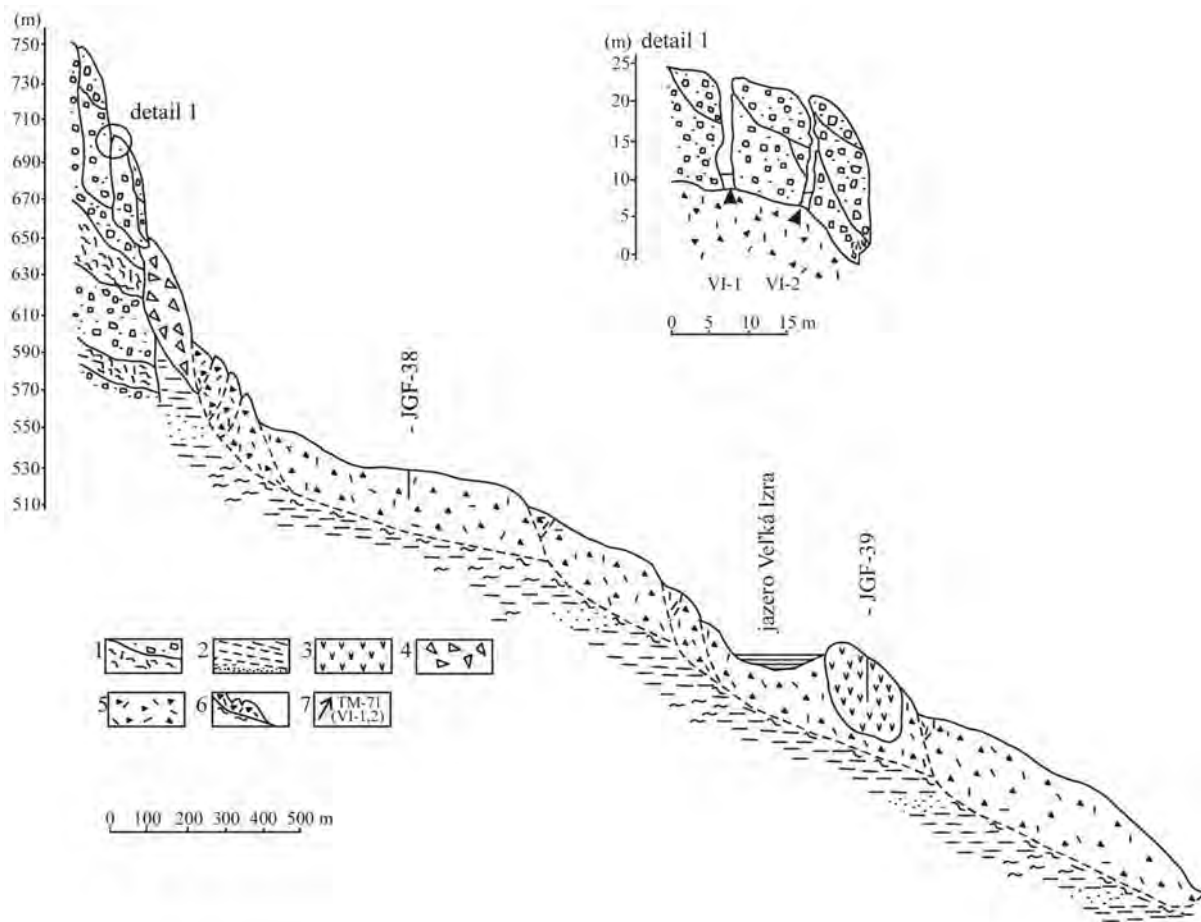 (m)
750
730
710
690
670
650
630
610
590
570
550
530
510
detail 1
(m) detail 1
25
20
15
10
5
0
VI-1 VI-2
0 5 10 15 m
- JGF-38
jazero Veľká Izra
- JGF-39
1 2 3 4
5 6 7 TM-71
(VI-1,2)
0 100 200 300 400 500 m